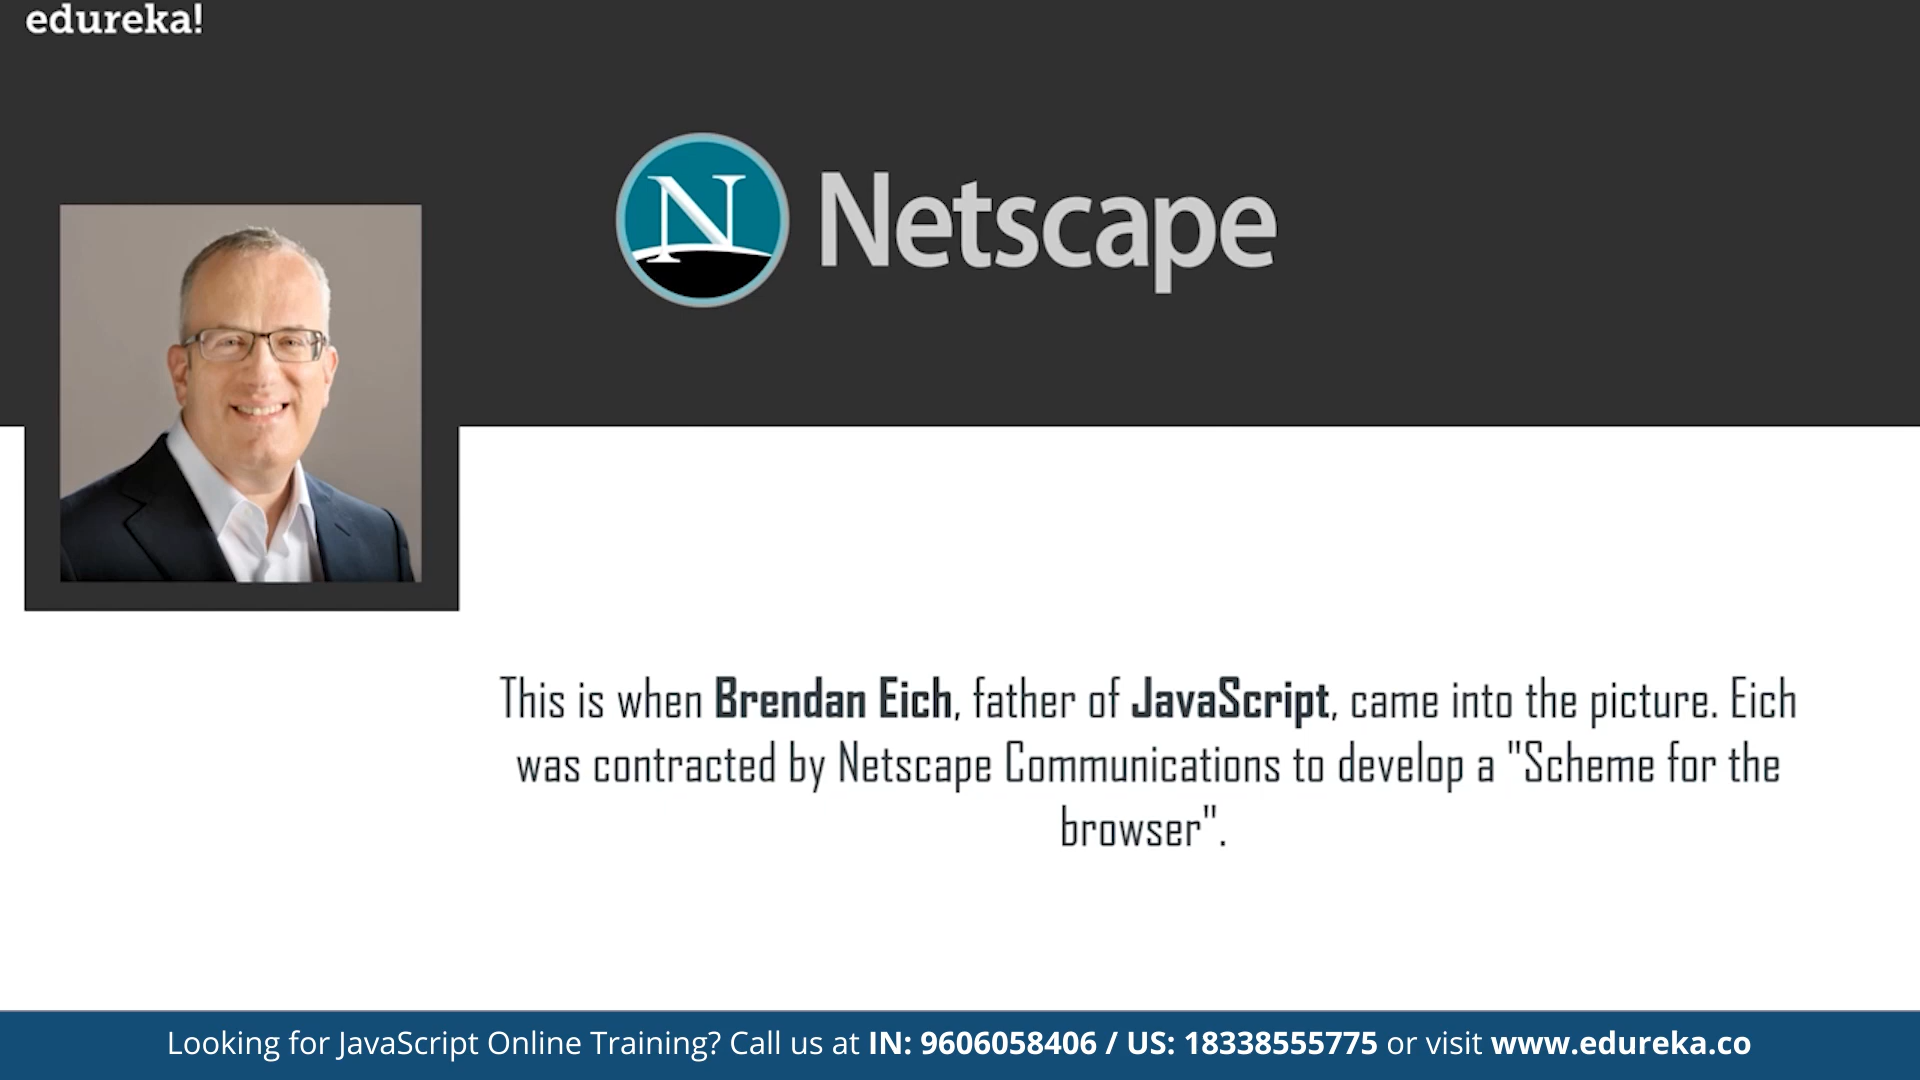 edureka!
N Netscape
This is when Brendan Eich, father of JavaScript, came into the picture. Eich
was contracted by Netscape Communications to develop a "Scheme for the
browser".
Looking for JavaScript Online Training? Call us at IN: 9606058406 / US: 18338555775 or visit www.edureka.co